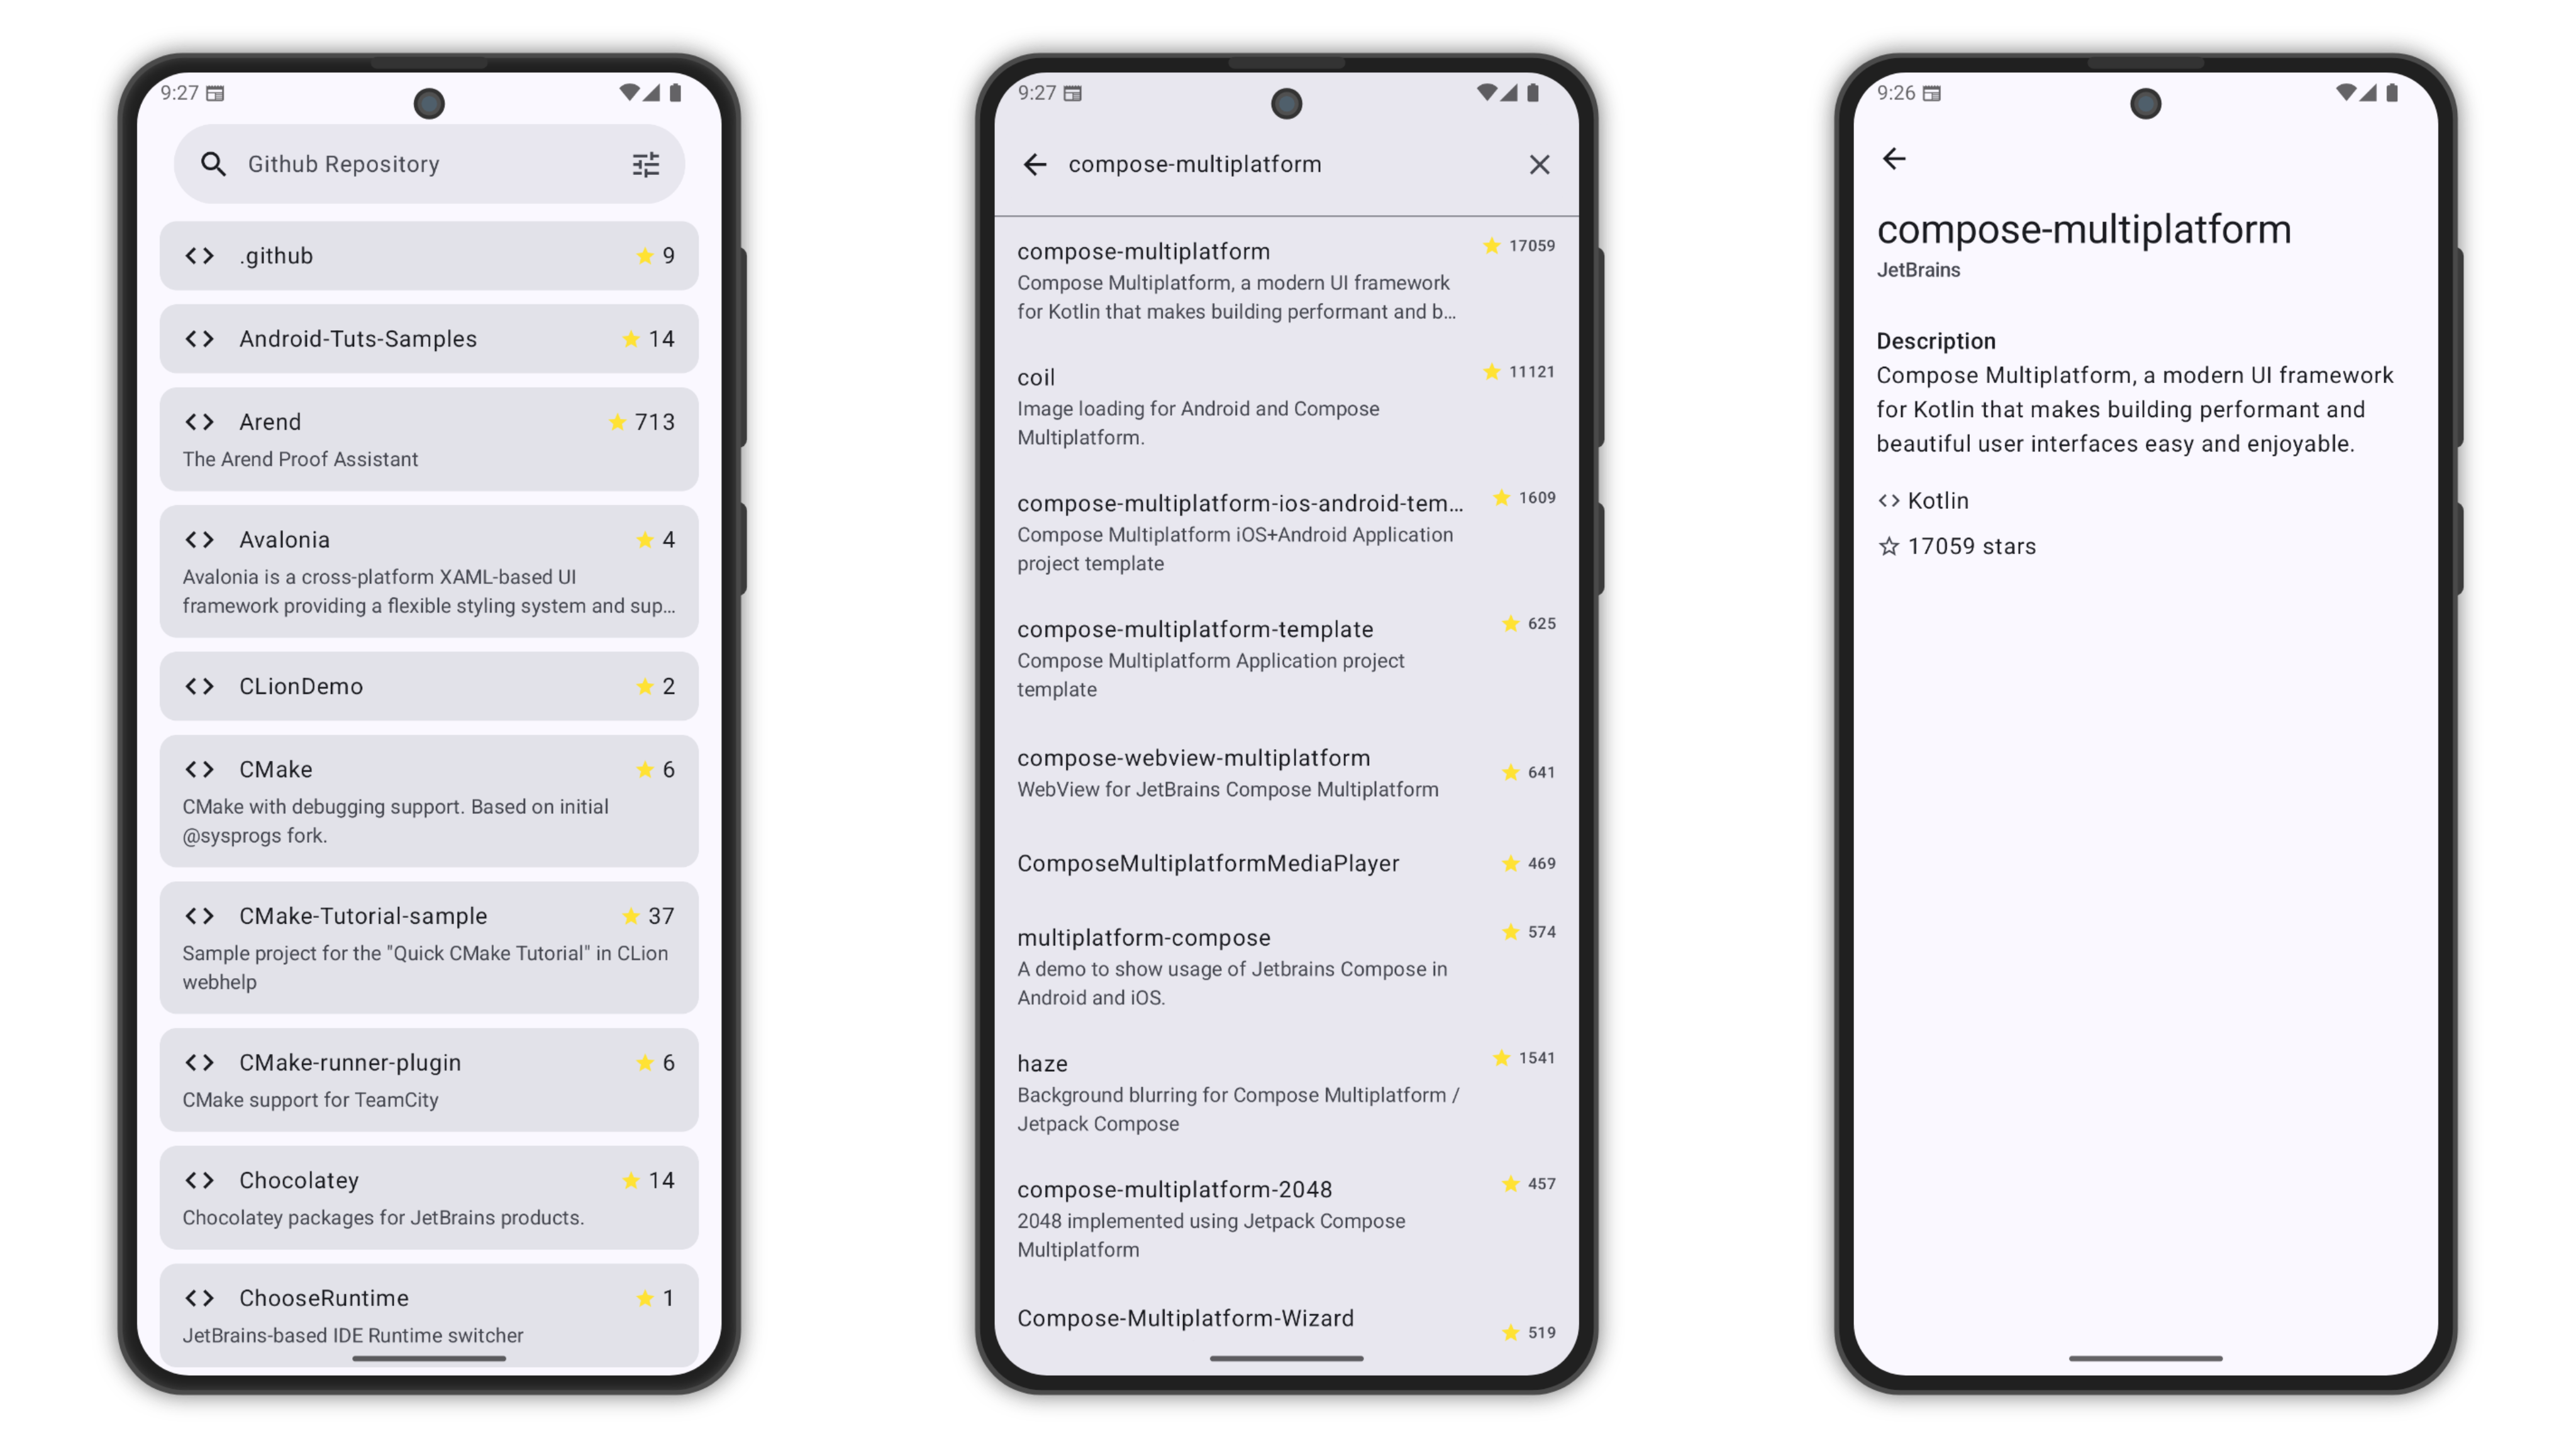 9:27
Github Repository
.github 9
Android-Tuts-Samples 14
Arend 713
The Arend Proof Assistant
Avalonia 4
Avalonia is a cross-platform XAML-based UI
framework providing a flexible styling system and sup...
CLionDemo 2
CMake 6
CMake with debugging support. Based on initial
@sysprogs fork.
CMake-Tutorial-sample 37
Sample project for the "Quick CMake Tutorial" in CLion
webhelp
CMake-runner-plugin 6
CMake support for TeamCity
Chocolatey 14
Chocolatey packages for JetBrains products.
ChooseRuntime 1
JetBrains-based IDE Runtime switcher
9:27
compose-multiplatform
compose-multiplatform 17059
Compose Multiplatform, a modern UI framework
for Kotlin that makes building performant and b...
coil 11121
Image loading for Android and Compose
Multiplatform.
compose-multiplatform-ios-android-tem... 1609
Compose Multiplatform iOS+Android Application
project template
compose-multiplatform-template 625
Compose Multiplatform Application project
template
compose-webview-multiplatform 641
WebView for JetBrains Compose Multiplatform
ComposeMultiplatformMediaPlayer 469
multiplatform-compose 574
A demo to show usage of Jetbrains Compose in
Android and iOS.
haze 1541
Background blurring for Compose Multiplatform /
Jetpack Compose
compose-multiplatform-2048 457
2048 implemented using Jetpack Compose
Multiplatform
Compose-Multiplatform-Wizard 519
9:26
compose-multiplatform
JetBrains
Description
Compose Multiplatform, a modern UI framework
for Kotlin that makes building performant and
beautiful user interfaces easy and enjoyable.
Kotlin
17059 stars